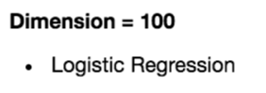 Dimension = 100
• Logistic Regression